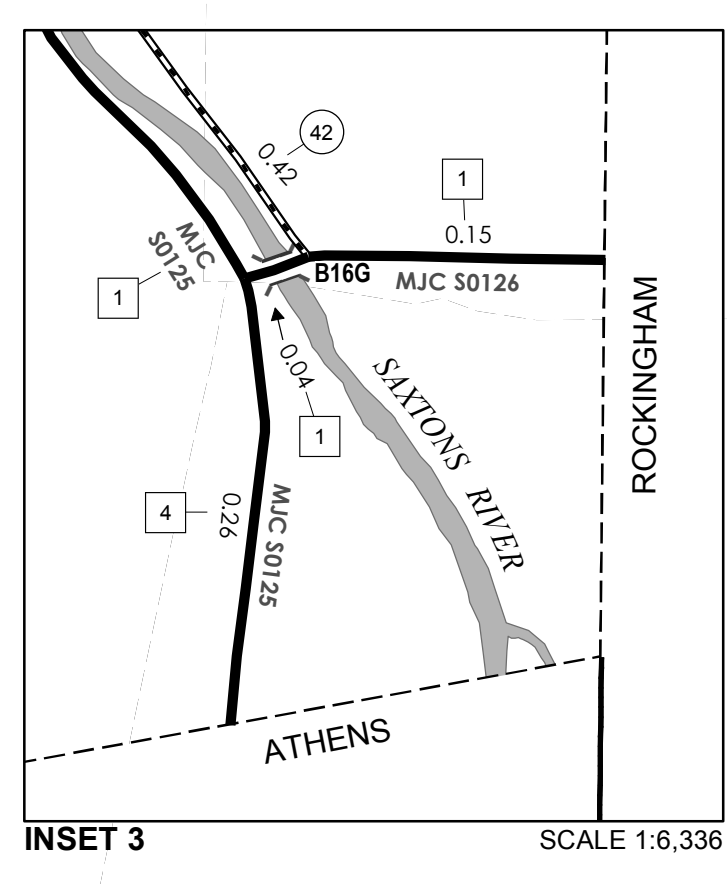 42
0.42
1
0.15
MJC
S0125
B16G
MJC S0126
1
ROCKINGHAM
0.04
1
SAXTONS RIVER
4
0.26
MJC S0125
ATHENS
INSET 3
SCALE 1:6,336